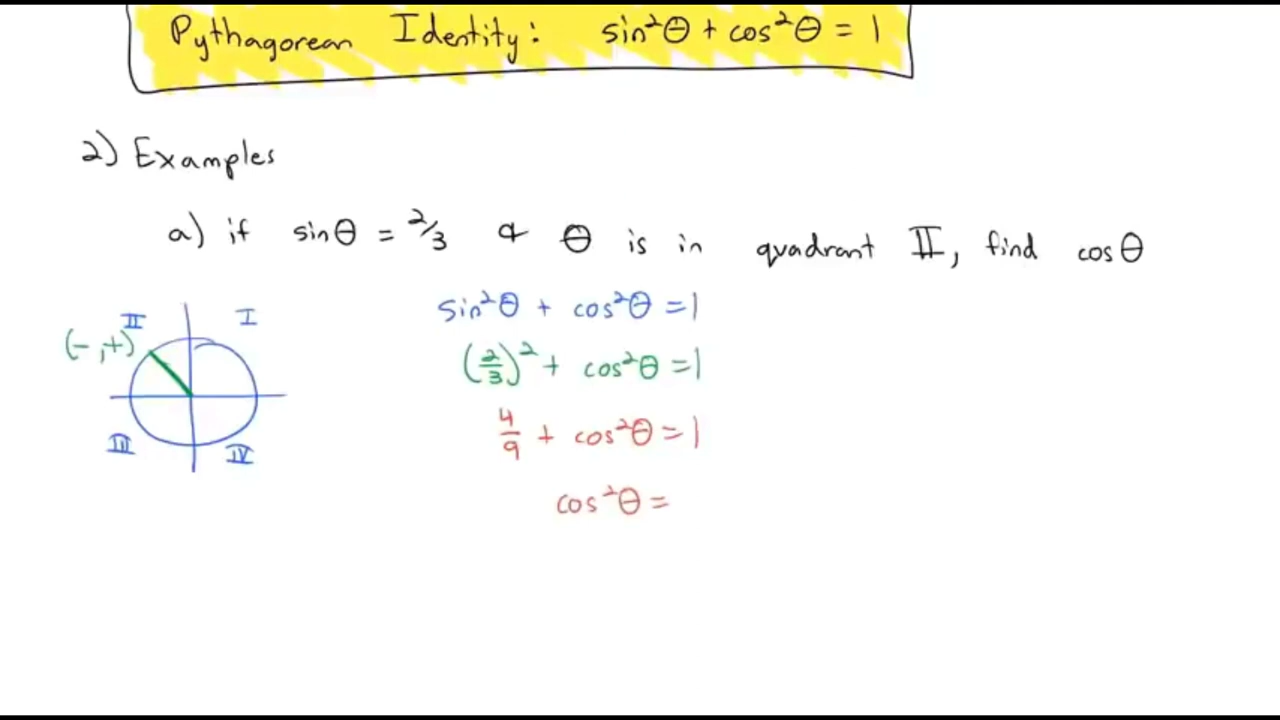 Pythagorean Identity: sin²θ + cos²θ = 1
2) Examples
a) if sinθ = 2/3 & θ is in quadrant II, find cosθ
II I
(-,+)
III IV
sin²θ + cos²θ = 1
(2/3)² + cos²θ = 1
4/9 + cos²θ = 1
cos²θ =